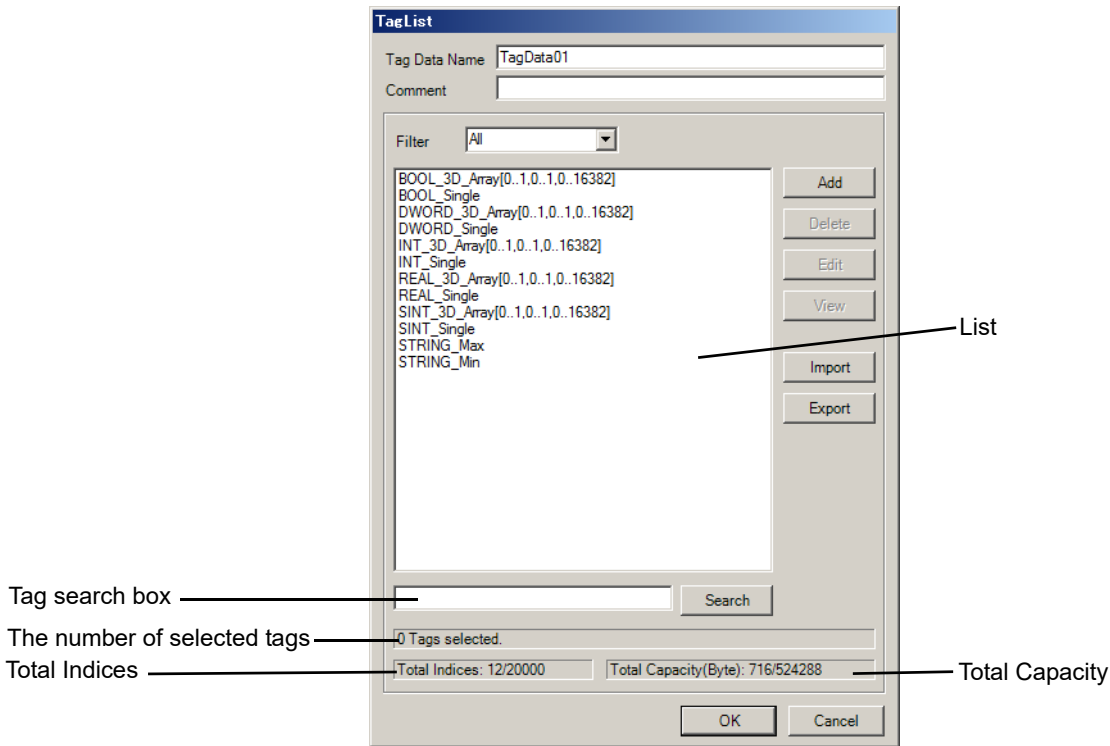 TagList
Tag Data Name TagData01
Comment
Filter All
BOOL_3D_Array[0..1,0..1,0..16382]
BOOL_Single
DWORD_3D_Array[0..1,0..1,0..16382]
DWORD_Single
INT_3D_Array[0..1,0..1,0..16382]
INT_Single
REAL_3D_Array[0..1,0..1,0..16382]
REAL_Single
SINT_3D_Array[0..1,0..1,0..16382]
SINT_Single
STRING_Max
STRING_Min
Add
Delete
Edit
View
Import
Export
List
Tag search box
Search
The number of selected tags
0 Tags selected.
Total Indices
Total Indices: 12/20000
Total Capacity(Byte): 716/524288
Total Capacity
OK
Cancel